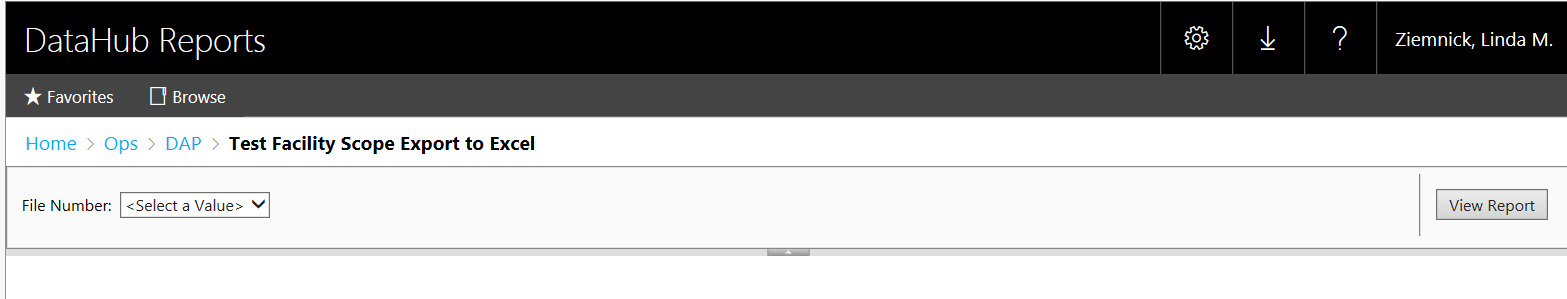 DataHub Reports
? Ziemnick, Linda M.
Favorites Browse
Home > Ops > DAP > Test Facility Scope Export to Excel
File Number: <Select a Value> View Report